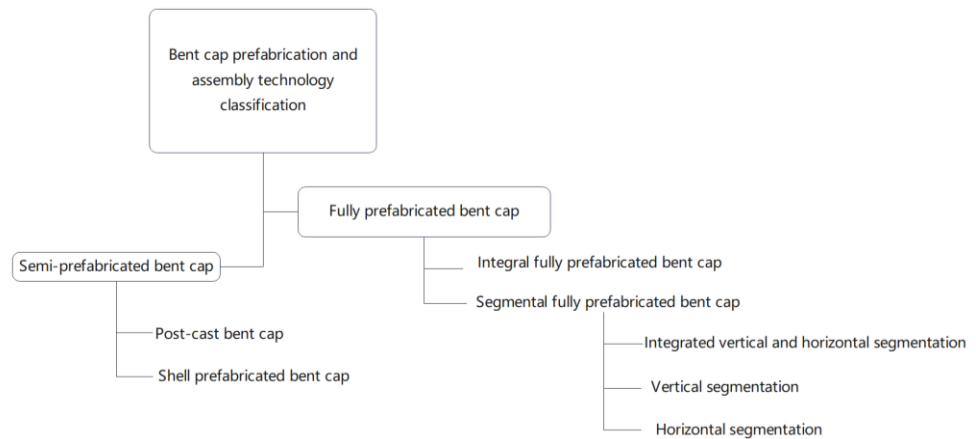 Bent cap prefabrication and
assembly technology
classification
Fully prefabricated bent cap
Semi-prefabricated bent cap
Integral fully prefabricated bent cap
Segmental fully prefabricated bent cap
Post-cast bent cap
Integrated vertical and horizontal segmentation
Shell prefabricated bent cap
Vertical segmentation
Horizontal segmentation